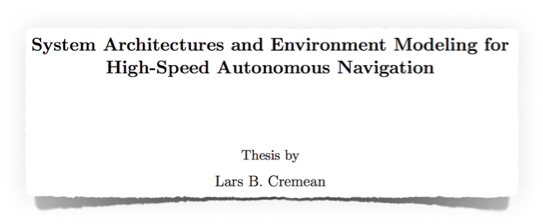 System Architectures and Environment Modeling for
High-Speed Autonomous Navigation
Thesis by
Lars B. Cremean